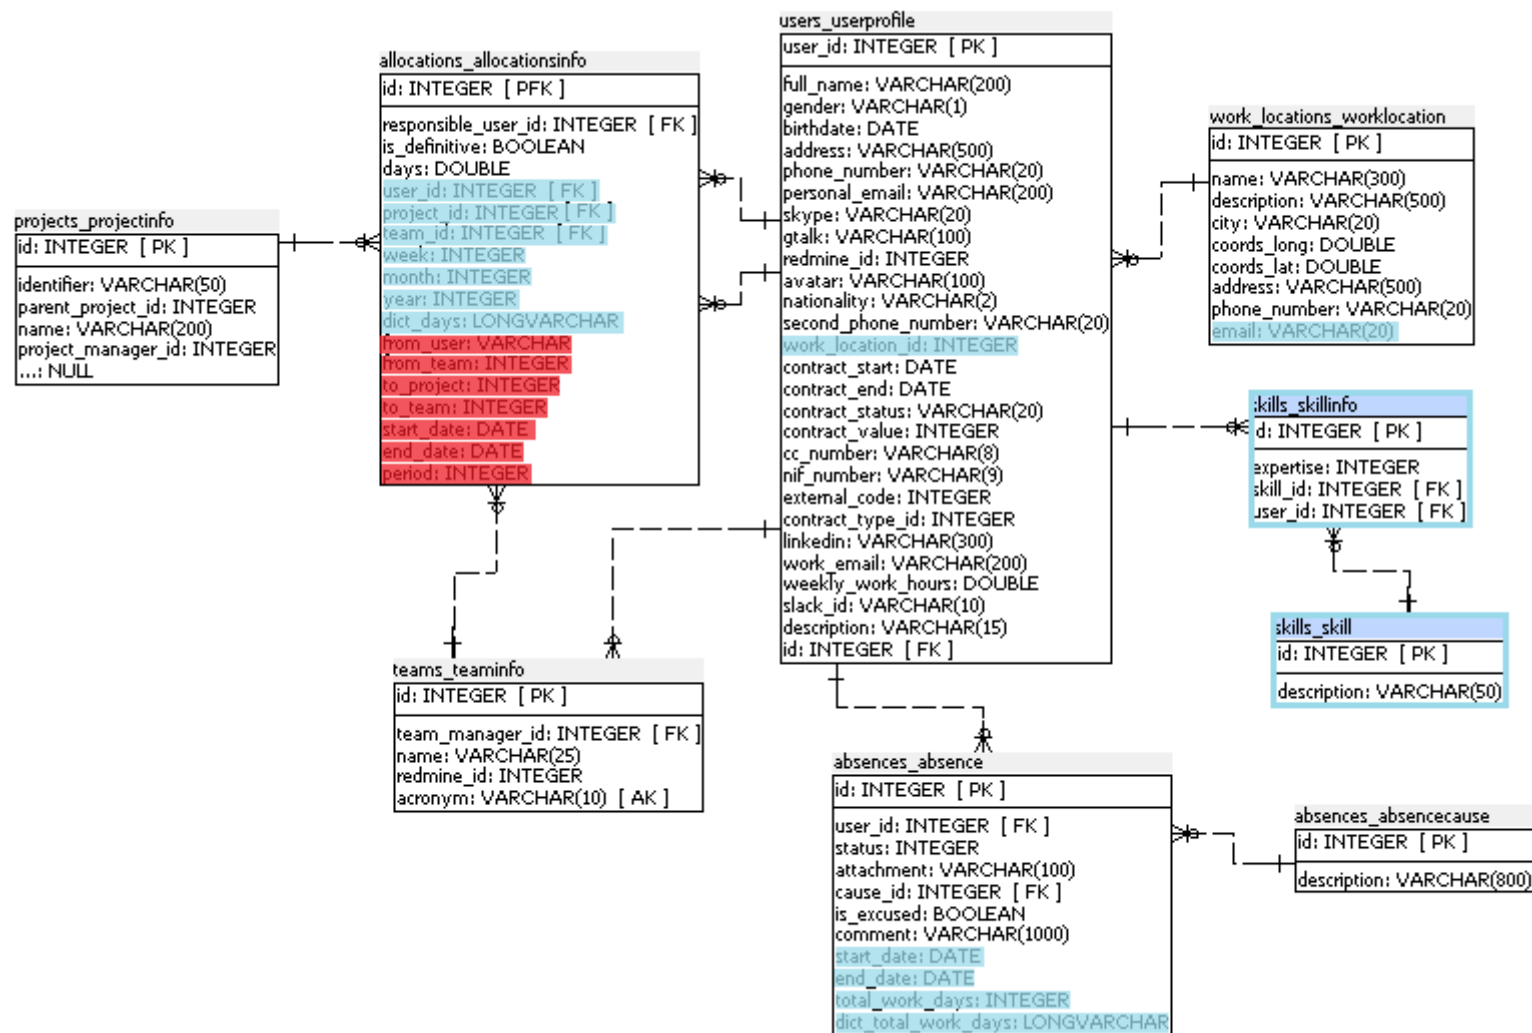 users_userprofile
user_id: INTEGER [ PK ]
full_name: VARCHAR(200)
gender: VARCHAR(1)
birthdate: DATE
address: VARCHAR(500)
phone_number: VARCHAR(20)
personal_email: VARCHAR(200)
skype: VARCHAR(20)
gtalk: VARCHAR(100)
redmine_id: INTEGER
avatar: VARCHAR(100)
nationality: VARCHAR(2)
second_phone_number: VARCHAR(20)
work_location_id: INTEGER
contract_start: DATE
contract_end: DATE
contract_status: VARCHAR(20)
contract_value: INTEGER
cc_number: VARCHAR(8)
nif_number: VARCHAR(9)
external_code: INTEGER
contract_type_id: INTEGER
linkedin: VARCHAR(300)
work_email: VARCHAR(200)
weekly_work_hours: DOUBLE
slack_id: VARCHAR(10)
description: VARCHAR(15)
id: INTEGER [ FK ]
allocations_allocationsinfo
id: INTEGER [ PFK ]
responsible_user_id: INTEGER [ FK ]
is_definitive: BOOLEAN
days: DOUBLE
user_id: INTEGER [ FK ]
project_id: INTEGER [ FK ]
team_id: INTEGER [ FK ]
week: INTEGER
month: INTEGER
year: INTEGER
dict_days: LONGVARCHAR
from_user: VARCHAR
from_team: INTEGER
to_project: INTEGER
to_team: INTEGER
start_date: DATE
end_date: DATE
period: INTEGER
work_locations_worklocation
id: INTEGER [ PK ]
name: VARCHAR(300)
description: VARCHAR(500)
city: VARCHAR(20)
coords_long: DOUBLE
coords_lat: DOUBLE
address: VARCHAR(500)
phone_number: VARCHAR(20)
email: VARCHAR(20)
projects_projectinfo
id: INTEGER [ PK ]
identifier: VARCHAR(50)
parent_project_id: INTEGER
name: VARCHAR(200)
project_manager_id: INTEGER
...: NULL
skills_skillinfo
id: INTEGER [ PK ]
expertise: INTEGER
skill_id: INTEGER [ FK ]
user_id: INTEGER [ FK ]
skills_skill
id: INTEGER [ PK ]
description: VARCHAR(50)
teams_teaminfo
id: INTEGER [ PK ]
team_manager_id: INTEGER [ FK ]
name: VARCHAR(25)
redmine_id: INTEGER
acronym: VARCHAR(10) [ AK ]
absences_absence
id: INTEGER [ PK ]
user_id: INTEGER [ FK ]
status: INTEGER
attachment: VARCHAR(100)
cause_id: INTEGER [ FK ]
is_excused: BOOLEAN
comment: VARCHAR(1000)
start_date: DATE
end_date: DATE
total_work_days: INTEGER
dict_total_work_days: LONGVARCHAR
absences_absencecause
id: INTEGER [ PK ]
description: VARCHAR(800)